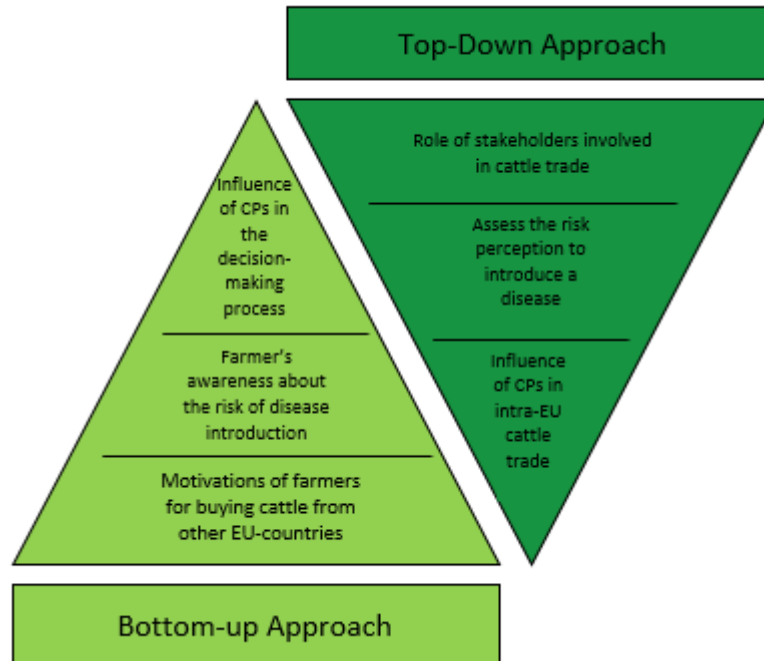 Top-Down Approach
Role of stakeholders involved
in cattle trade
Assess the risk
perception to
introduce a
disease
Influence
of CPs in
intra-EU
cattle
trade
Influence
of CPs in
the
decision-
making
process
Farmer's
awareness about
the risk of disease
introduction
Motivations of farmers
for buying cattle from
other EU-countries
Bottom-up Approach